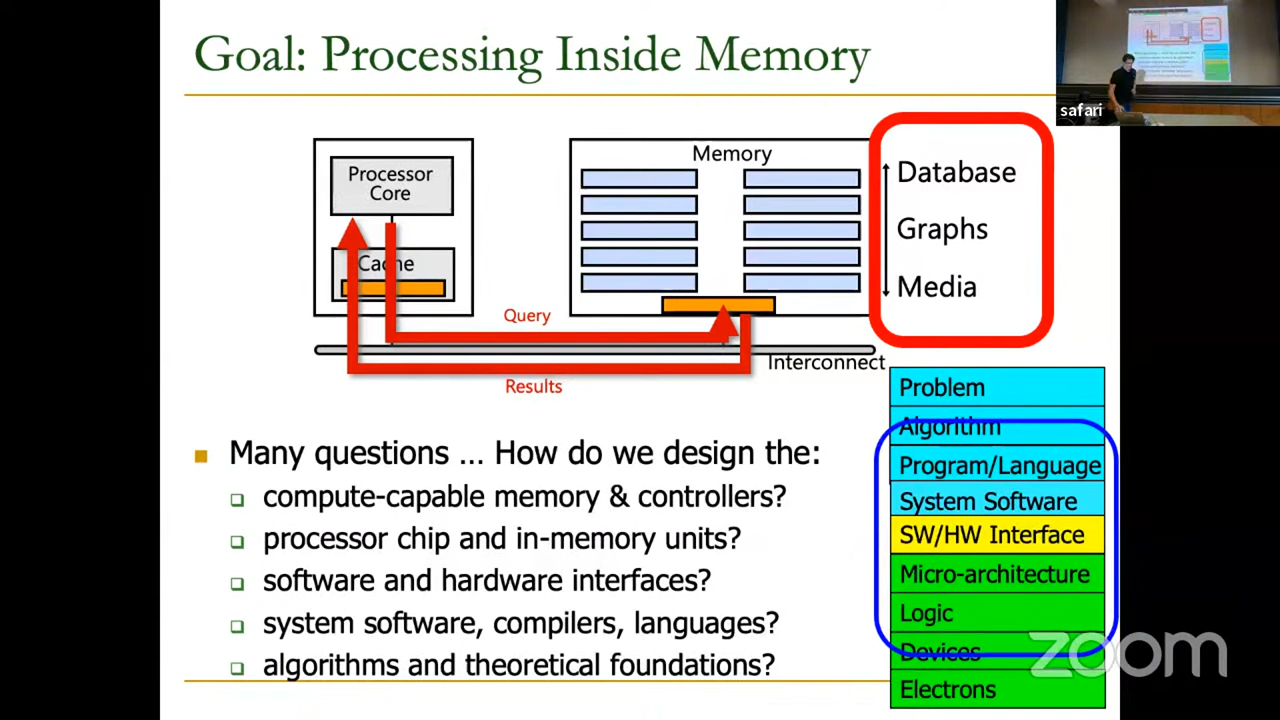 Goal: Processing Inside Memory
safari
Processor
Core
Cache
Memory
Database
Graphs
Media
Query
Interconnect
Results
Many questions ... How do we design the:
compute-capable memory & controllers?
processor chip and in-memory units?
software and hardware interfaces?
system software, compilers, languages?
algorithms and theoretical foundations?
Problem
Algorithm
Program/Language
System Software
SW/HW Interface
Micro-architecture
Logic
Devices
Electrons
zoom